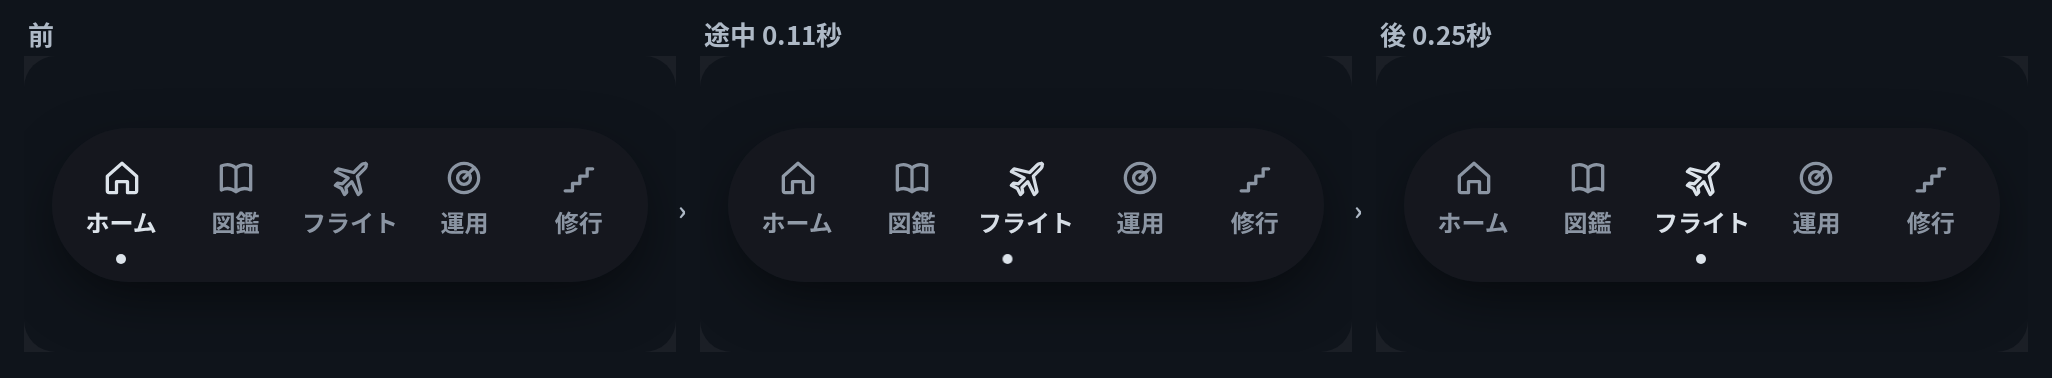 前
途中 0.11秒
後 0.25秒
ホーム 図鑑 フライト 運用 修行
›
ホーム 図鑑 フライト 運用 修行
›
ホーム 図鑑 フライト 運用 修行